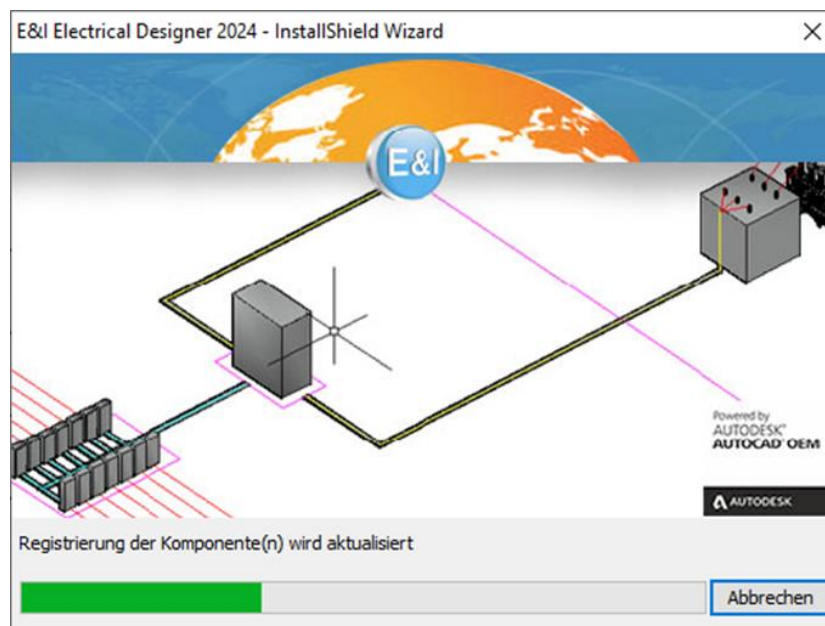 E&I Electrical Designer 2024 - InstallShield Wizard
E&I
Powered by
AUTODESK®
AUTOCAD® OEM
AUTODESK
Registrierung der Komponente(n) wird aktualisiert
Abbrechen